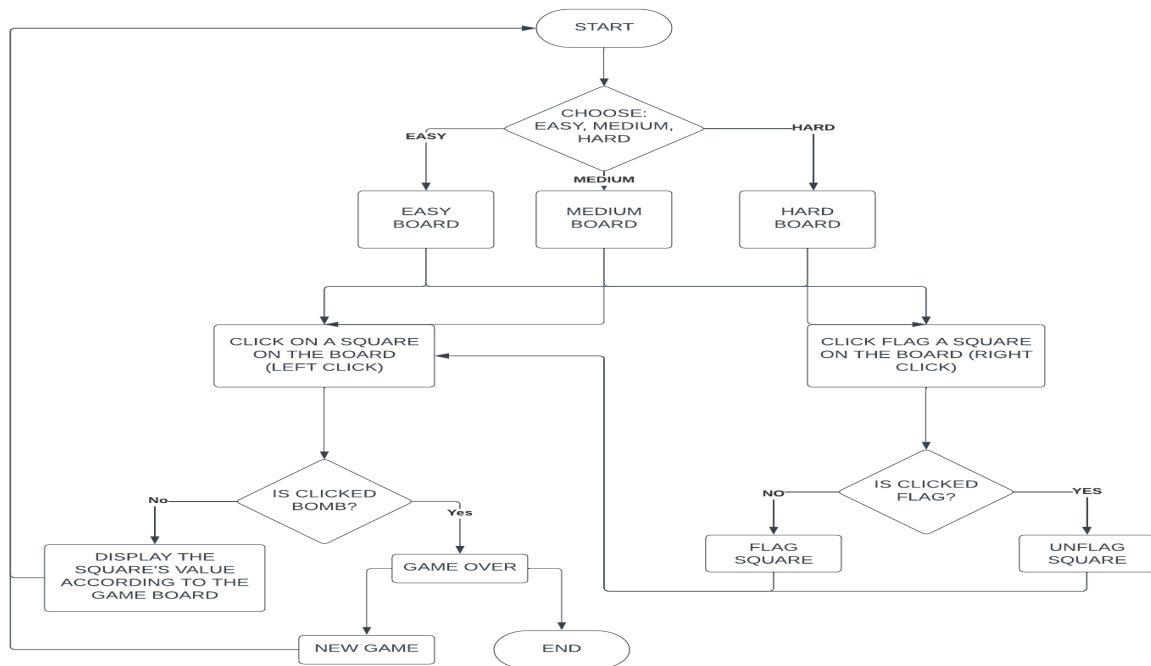 START
CHOOSE:
EASY, MEDIUM,
HARD
EASY
HARD
MEDIUM
EASY
BOARD
MEDIUM
BOARD
HARD
BOARD
CLICK ON A SQUARE
ON THE BOARD
(LEFT CLICK)
CLICK FLAG A SQUARE
ON THE BOARD (RIGHT
CLICK)
IS CLICKED
BOMB?
IS CLICKED
FLAG?
No
Yes
NO
YES
DISPLAY THE
SQUARE'S VALUE
ACCORDING TO THE
GAME BOARD
GAME OVER
FLAG
SQUARE
UNFLAG
SQUARE
NEW GAME
END